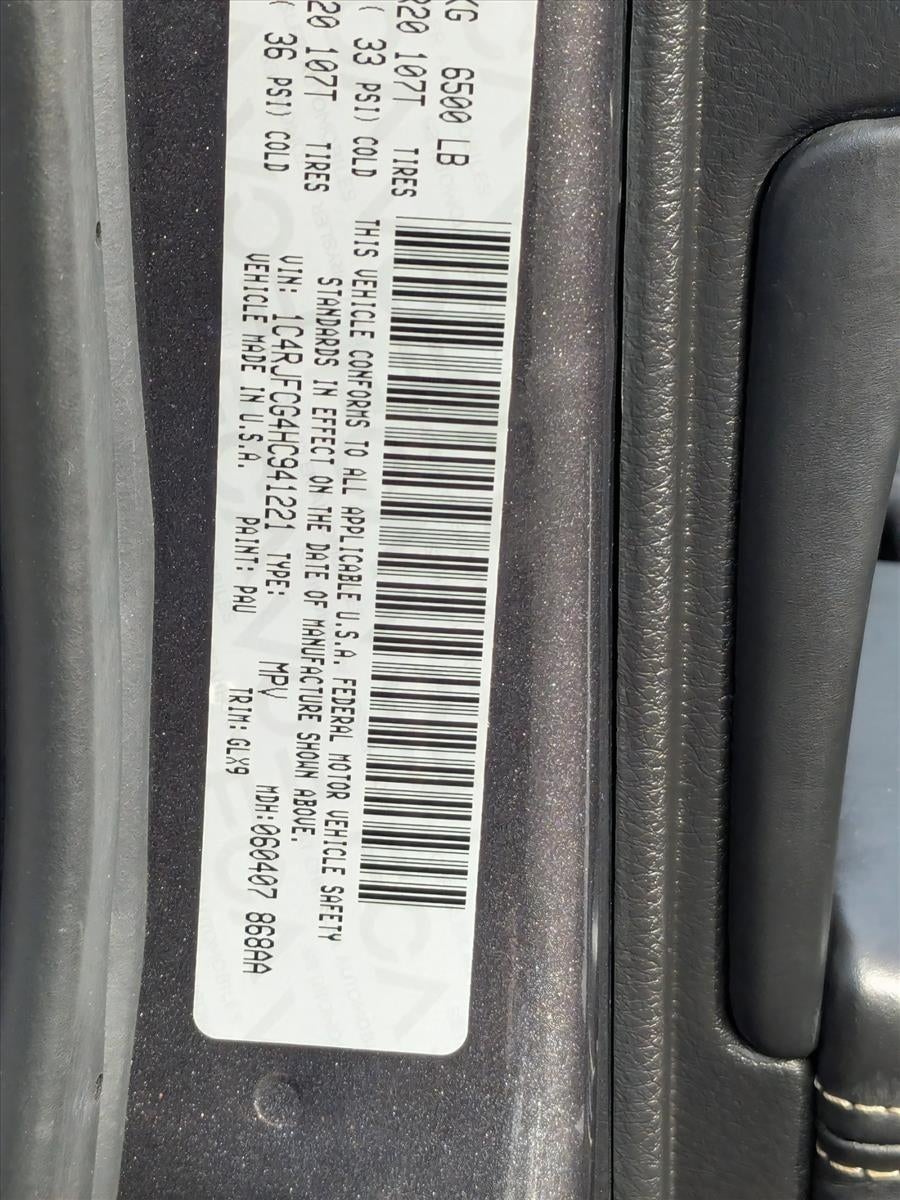 KG 6500 LB
R20 107T TIRES
( 33 PSI) COLD
20 107T TIRES
( 36 PSI) COLD
THIS VEHICLE CONFORMS TO ALL APPLICABLE U.S.A. FEDERAL MOTOR VEHICLE SAFETY
STANDARDS IN EFFECT ON THE DATE OF MANUFACTURE SHOWN ABOVE.
VIN: 1C4RJFCG4HC941221 TYPE: MPV MDH:060407 868AA
VEHICLE MADE IN U.S.A. PAINT: PAU TRIM: GLX9